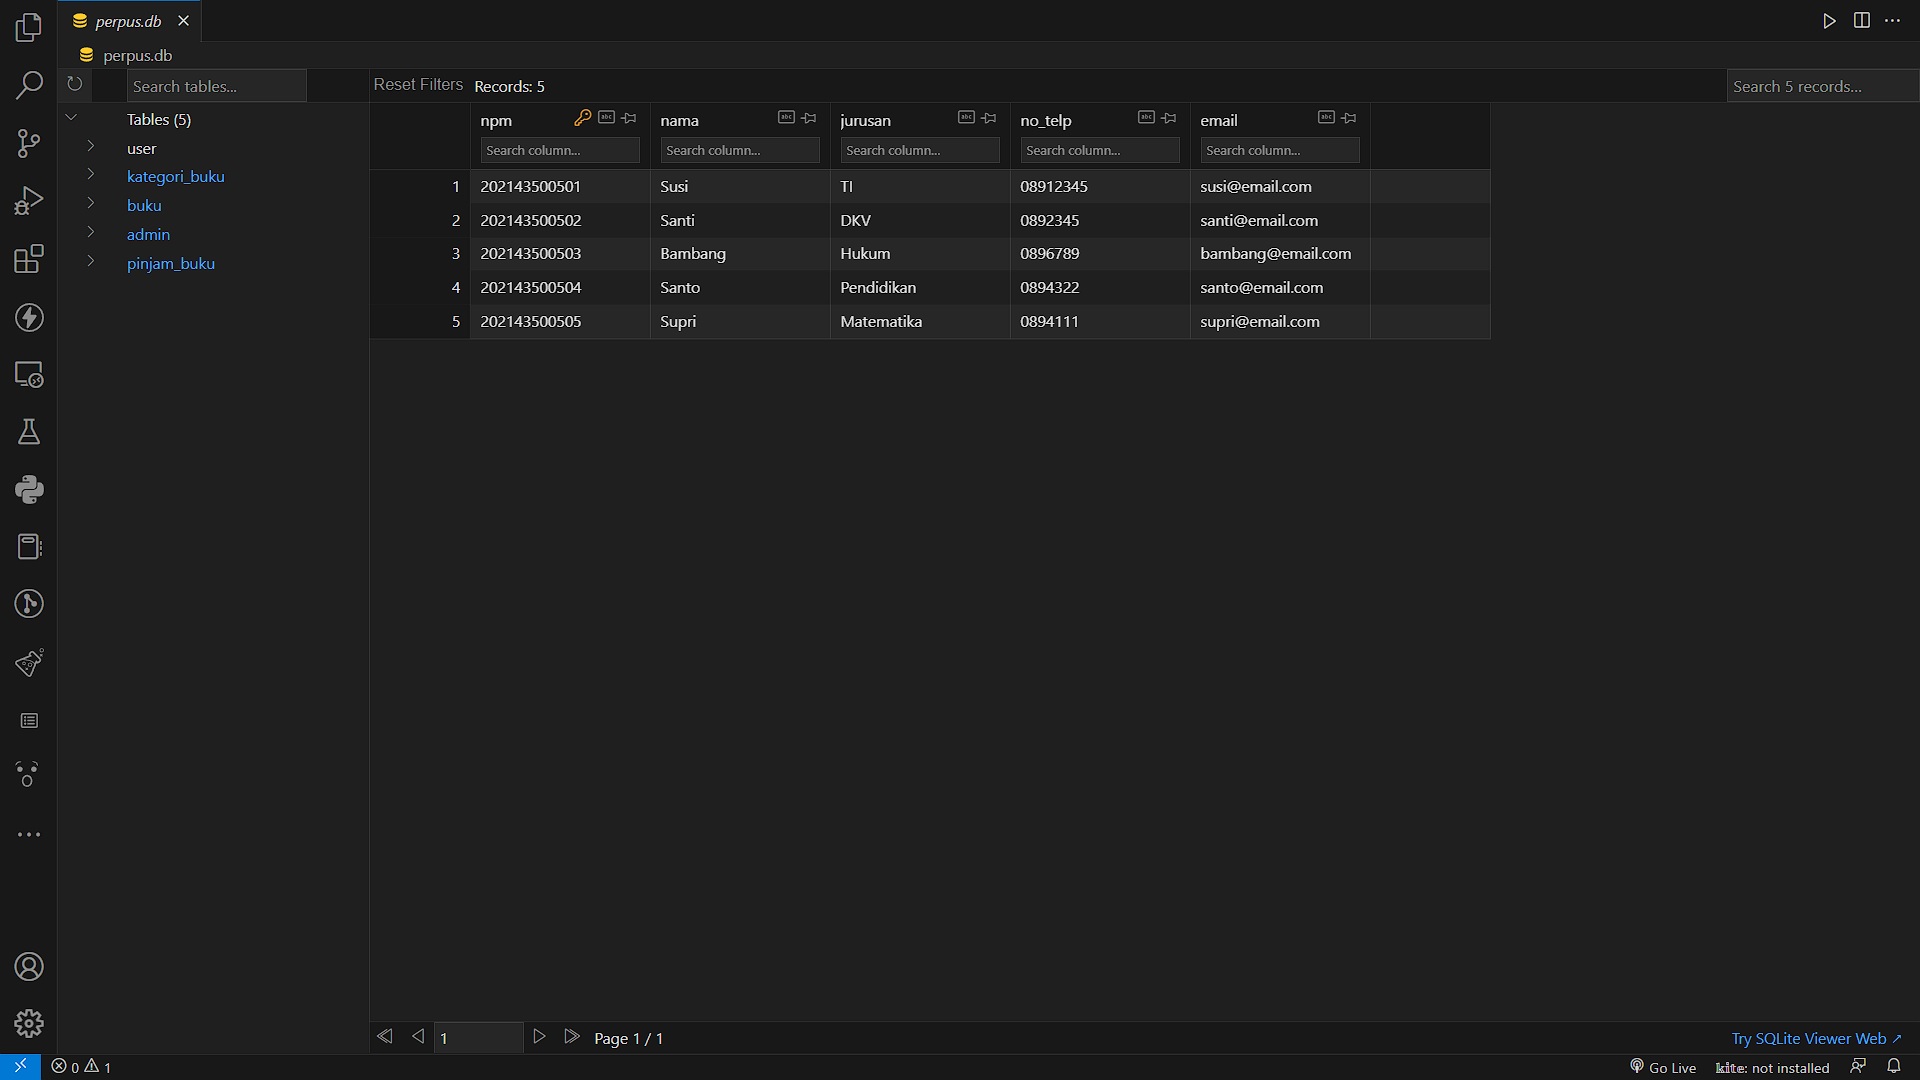 perpus.db
perpus.db
Search tables...
Reset Filters Records: 5 Search 5 records...
Tables (5)
user
kategori_buku
buku
admin
pinjam_buku
npm nama jurusan no_telp email
Search column... Search column... Search column... Search column... Search column...
1 202143500501 Susi TI 08912345 susi@email.com
2 202143500502 Santi DKV 0892345 santi@email.com
3 202143500503 Bambang Hukum 0896789 bambang@email.com
4 202143500504 Santo Pendidikan 0894322 santo@email.com
5 202143500505 Supri Matematika 0894111 supri@email.com
1 Page 1 / 1 Try SQLite Viewer Web ↗
0 1 Go Live kite: not installed